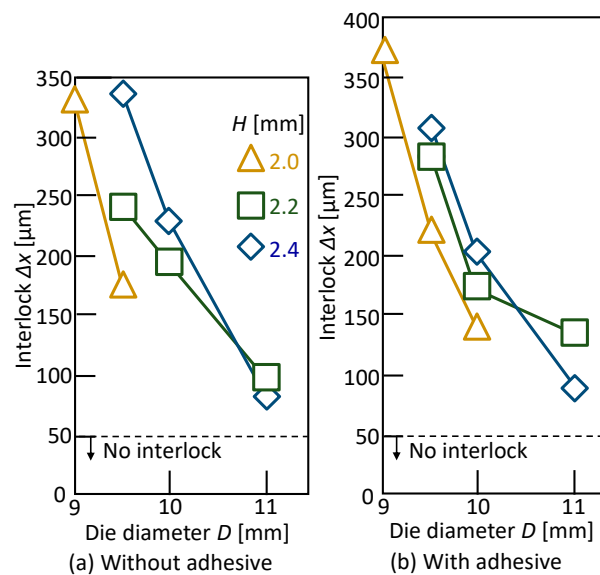 350
300
250
200
150
100
50
0
Interlock Δx [µm]
H [mm]
2.0
2.2
2.4
No interlock
9 10 11
Die diameter D [mm]
(a) Without adhesive
400
350
300
250
200
150
100
50
0
Interlock Δx [µm]
No interlock
9 10 11
Die diameter D [mm]
(b) With adhesive